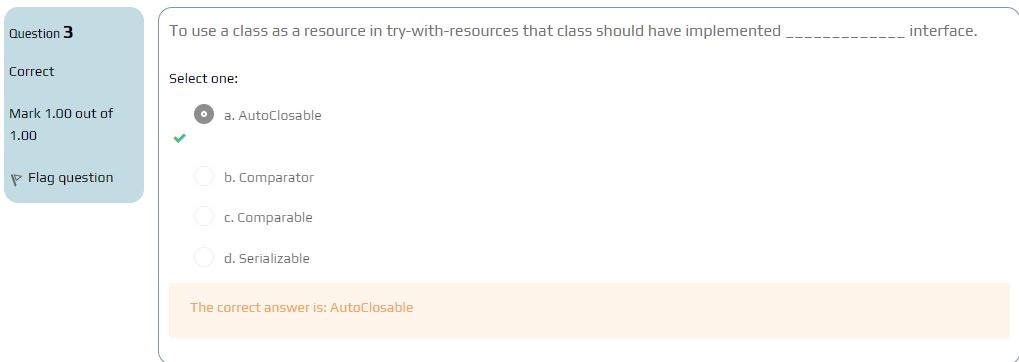 Question 3
Correct
Mark 1.00 out of
1.00
Flag question
To use a class as a resource in try-with-resources that class should have implemented _____________ interface.
Select one:
a. AutoClosable
b. Comparator
c. Comparable
d. Serializable
The correct answer is: AutoClosable